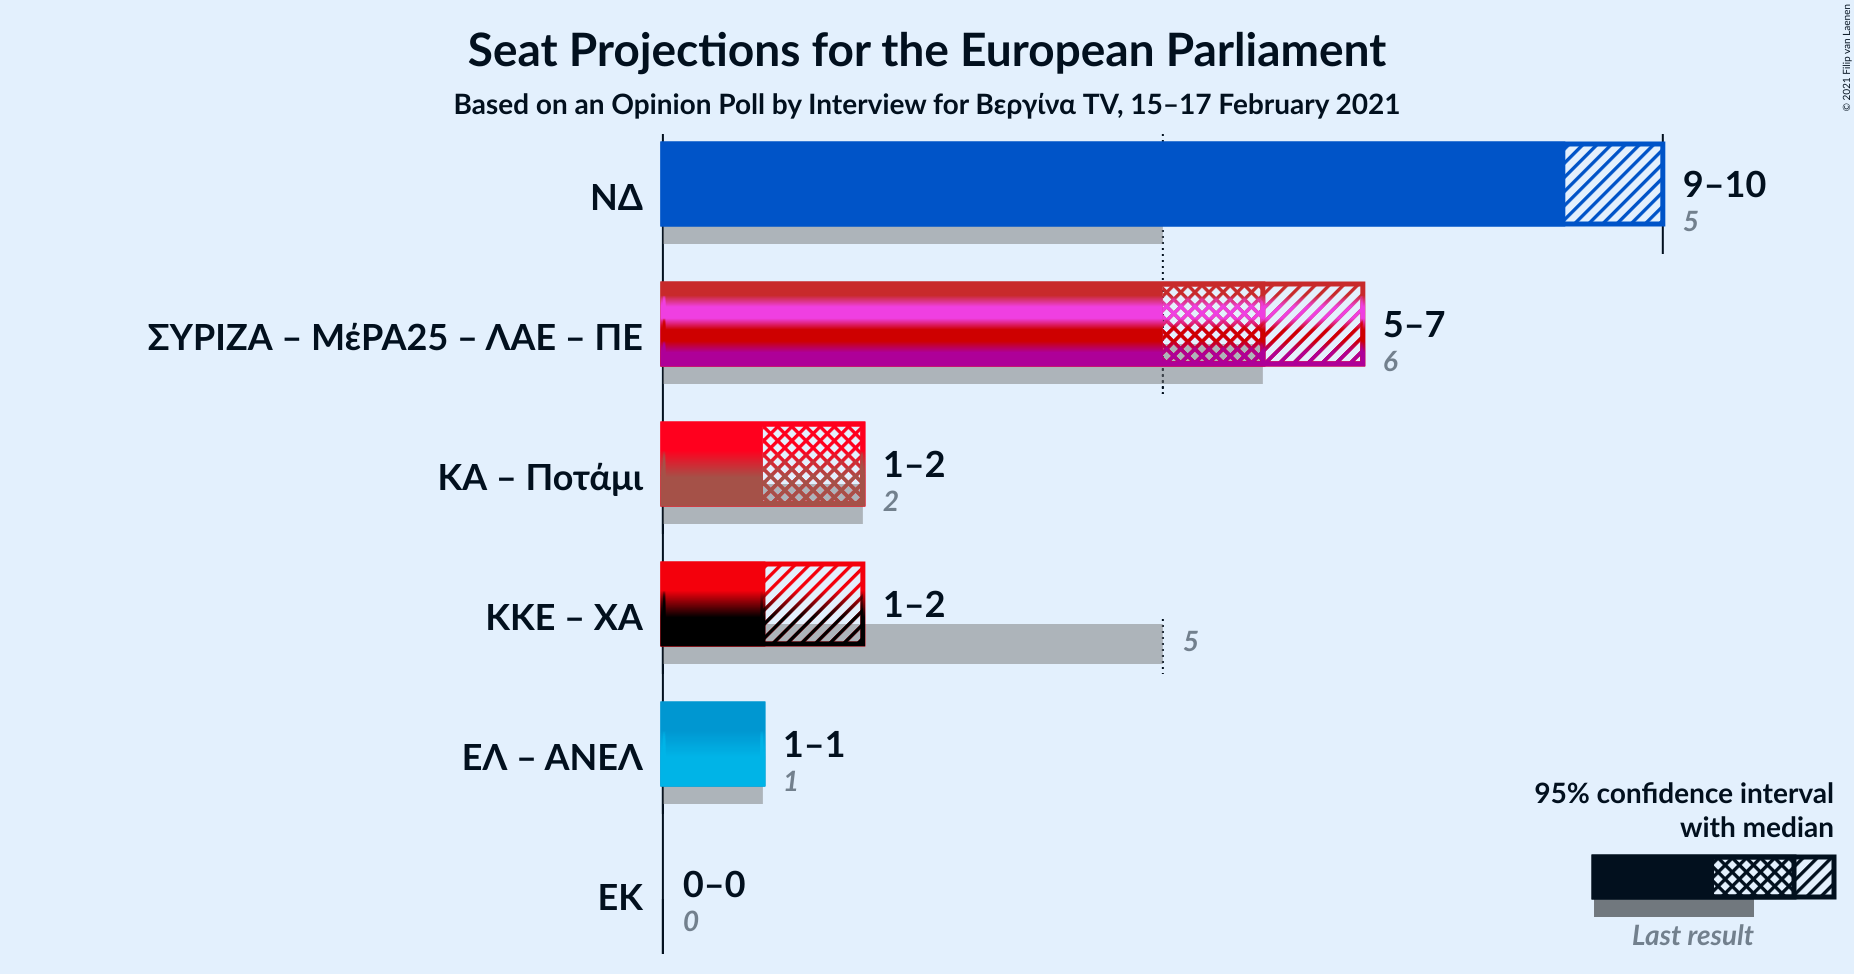 Seat Projections for the European Parliament
Based on an Opinion Poll by Interview for Βεργίνα TV, 15–17 February 2021
© 2021 Filip van Laenen
ΝΔ
9–10
5
ΣΥΡΙΖΑ – ΜέΡΑ25 – ΛΑΕ – ΠΕ
5–7
6
ΚΑ – Ποτάμι
1–2
2
ΚΚΕ – ΧΑ
1–2
5
ΕΛ – ΑΝΕΛ
1–1
1
ΕΚ
0–0
0
95% confidence interval
with median
Last result